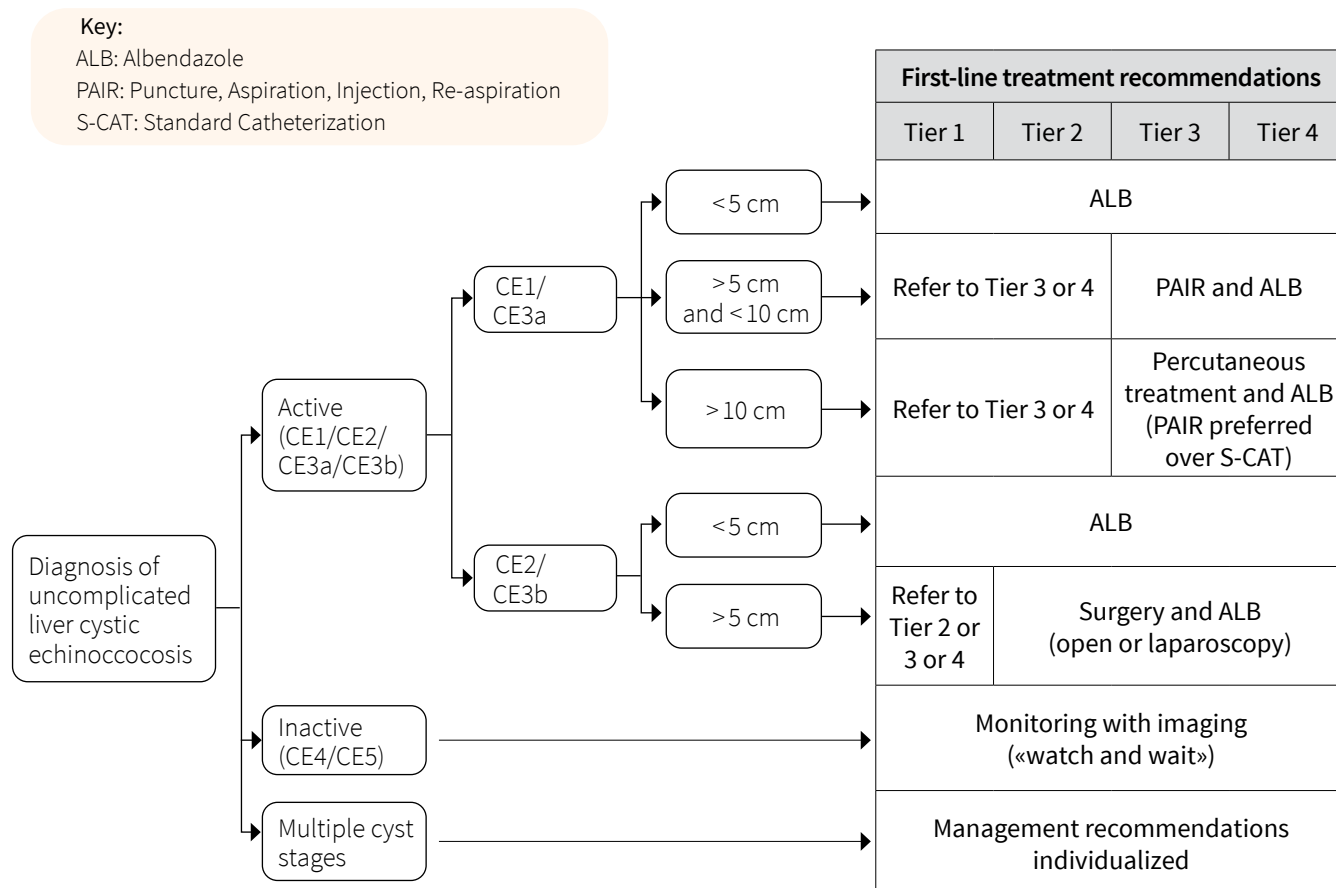 Key:
ALB: Albendazole
PAIR: Puncture, Aspiration, Injection, Re-aspiration
S-CAT: Standard Catheterization
First-line treatment recommendations
Tier 1
Tier 2
Tier 3
Tier 4
Diagnosis of
uncomplicated
liver cystic
echinoccocosis
Active
(CE1/CE2/
CE3a/CE3b)
CE1/
CE3a
<5 cm
ALB
>5 cm
and <10 cm
Refer to Tier 3 or 4
PAIR and ALB
>10 cm
Refer to Tier 3 or 4
Percutaneous
treatment and ALB
(PAIR preferred
over S-CAT)
CE2/
CE3b
<5 cm
ALB
>5 cm
Refer to
Tier 2 or
3 or 4
Surgery and ALB
(open or laparoscopy)
Inactive
(CE4/CE5)
Monitoring with imaging
(«watch and wait»)
Multiple cyst
stages
Management recommendations
individualized